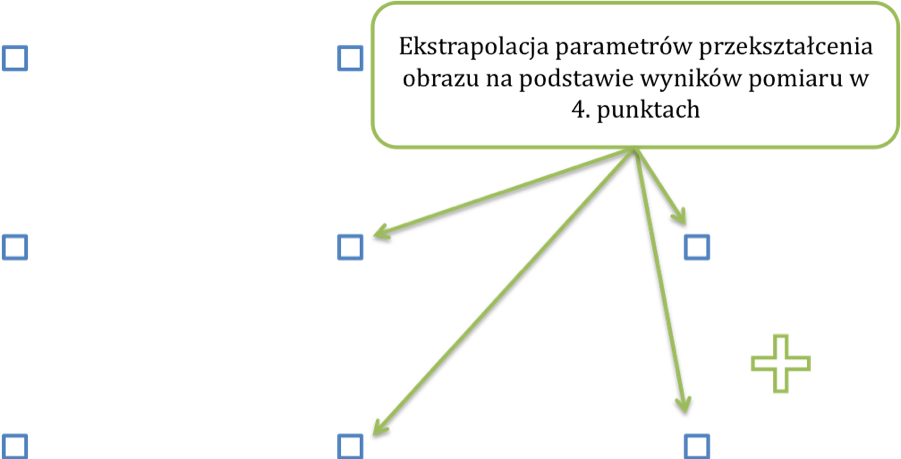 Ekstrapolacja parametrów przekształcenia
obrazu na podstawie wyników pomiaru w
4. punktach